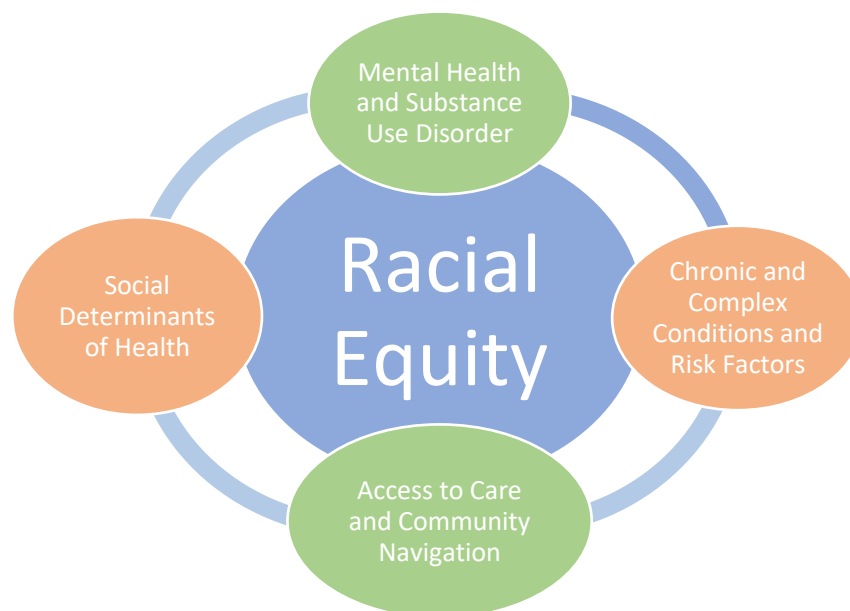 Mental Health
and Substance
Use Disorder
Racial
Equity
Social
Determinants
of Health
Chronic and
Complex
Conditions and
Risk Factors
Access to Care
and Community
Navigation